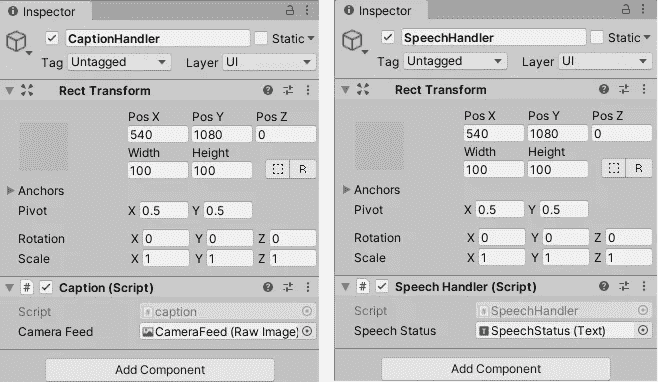 Inspector
CaptionHandler Static
Tag Untagged Layer UI
Rect Transform
Pos X Pos Y Pos Z
540 1080 0
Width Height
100 100 R
Anchors
Pivot X 0.5 Y 0.5
Rotation X 0 Y 0 Z 0
Scale X 1 Y 1 Z 1
# Caption (Script)
Script # caption
Camera Feed CameraFeed (Raw Image)
Add Component
Inspector
SpeechHandler Static
Tag Untagged Layer UI
Rect Transform
Pos X Pos Y Pos Z
540 1080 0
Width Height
100 100 R
Anchors
Pivot X 0.5 Y 0.5
Rotation X 0 Y 0 Z 0
Scale X 1 Y 1 Z 1
# Speech Handler (Script)
Script # SpeechHandler
Speech Status T SpeechStatus (Text)
Add Component